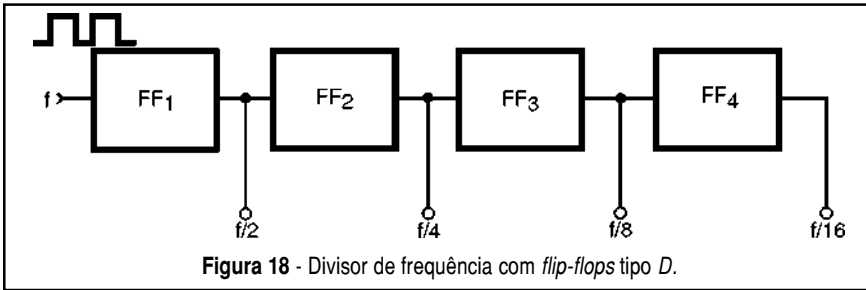 f
FF1
FF2
FF3
FF4
f/2
f/4
f/8
f/16
Figura 18 - Divisor de frequência com flip-flops tipo D.